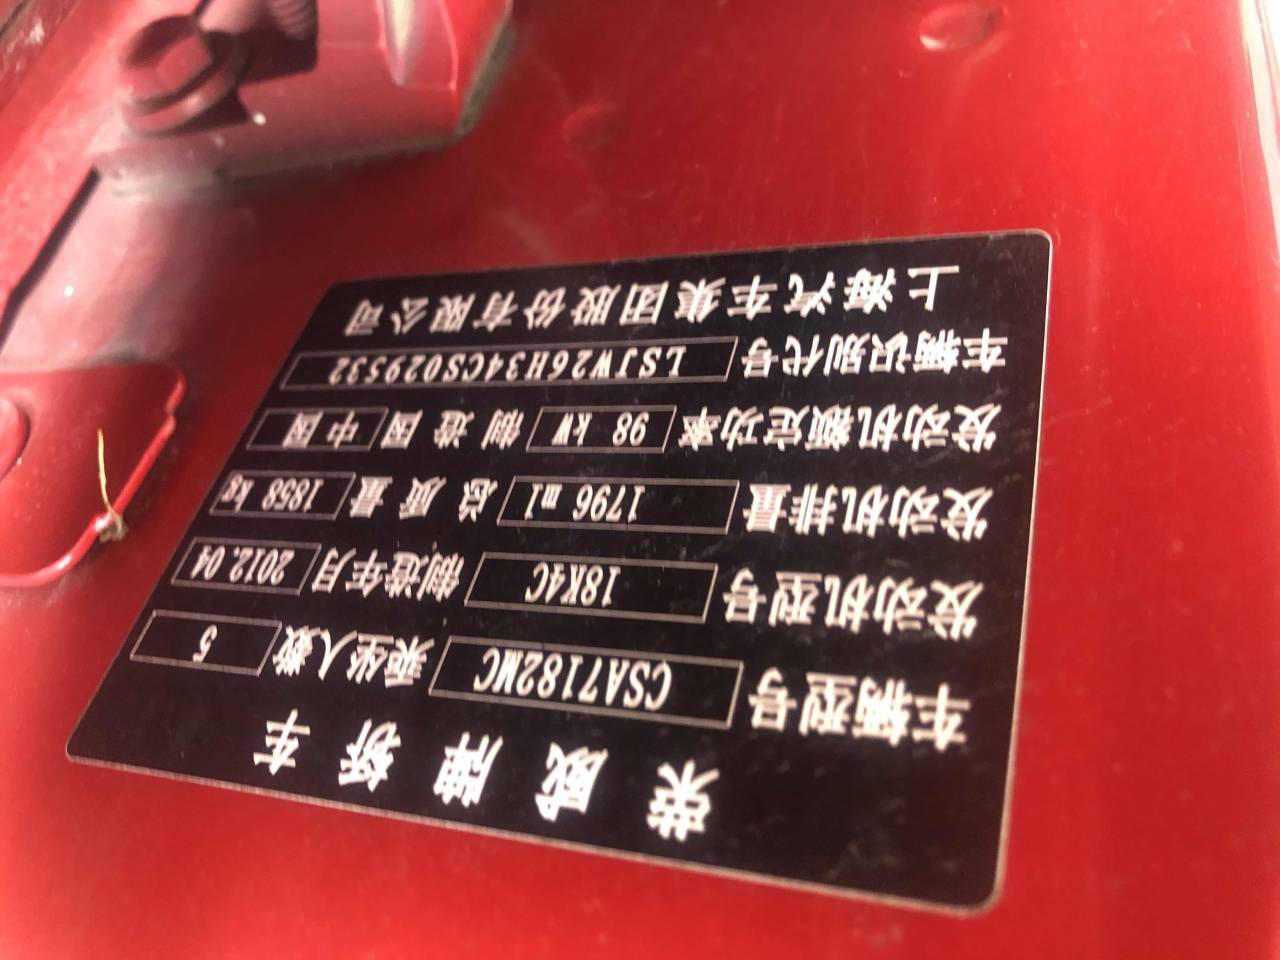 荣威牌轿车
车辆型号 CSA7182MC 乘坐人数 5
发动机型号 18K4C 制造年月 2012.04
发动机排量 1796 ml 总质量 1858 kg
发动机额定功率 98 kW 制造国 中国
车辆识别代号 LSJW26H34CS029532
上海汽车集团股份有限公司